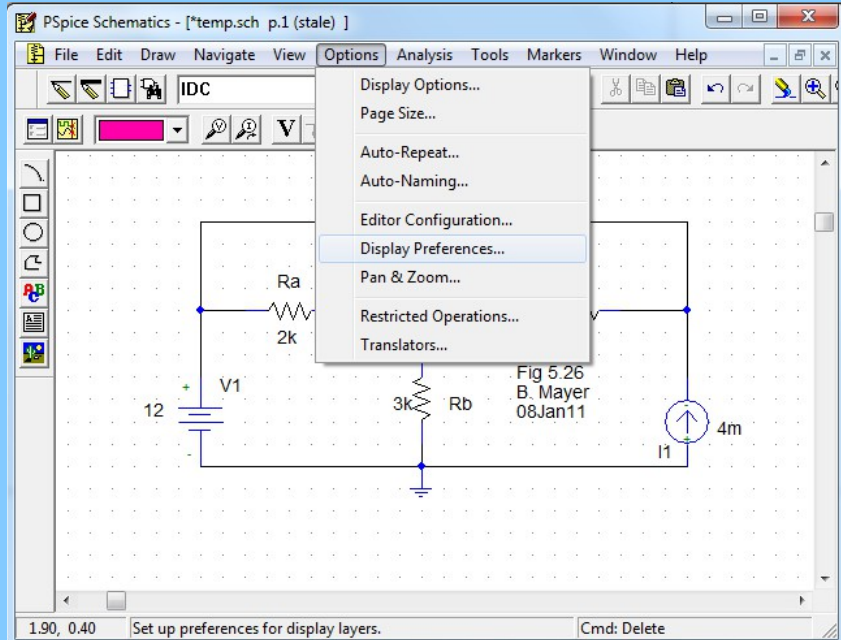 PSpice Schematics - [*temp.sch p.1 (stale) ]
File Edit Draw Navigate View Options Analysis Tools Markers Window Help
IDC
Display Options...
Page Size...
Auto-Repeat...
Auto-Naming...
Editor Configuration...
Display Preferences...
Pan & Zoom...
Restricted Operations...
Translators...
V
ABC
Ra
2k
Fig 5.26
B. Mayer
08Jan11
+
V1
12
-
3k
Rb
-
+
4m
I1
1.90, 0.40 Set up preferences for display layers. Cmd: Delete